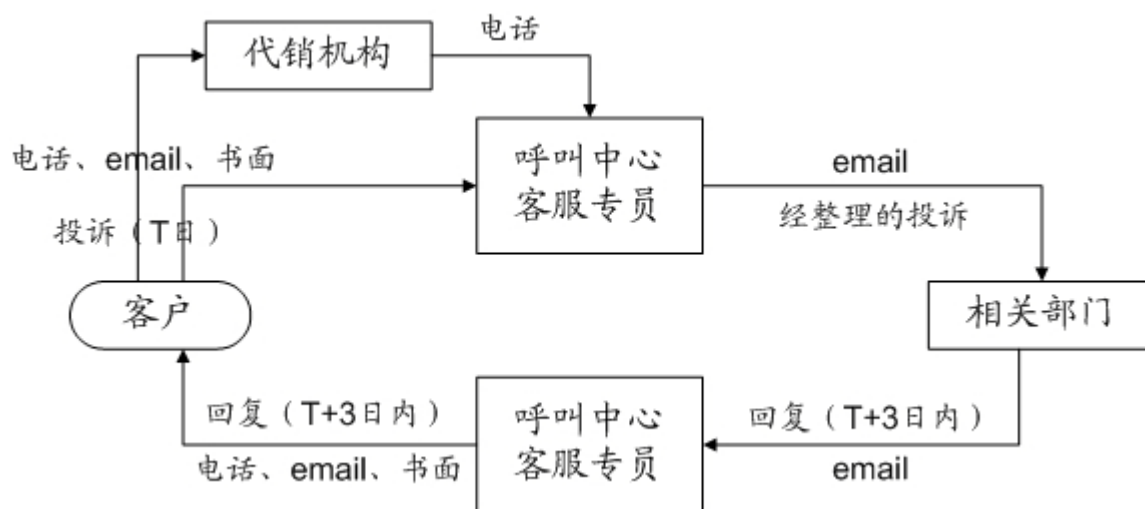 代销机构
电话
呼叫中心
客服专员
电话、email、书面
投诉（T日）
email
经整理的投诉
客户
相关部门
回复（T+3日内）
电话、email、书面
呼叫中心
客服专员
回复（T+3日内）
email